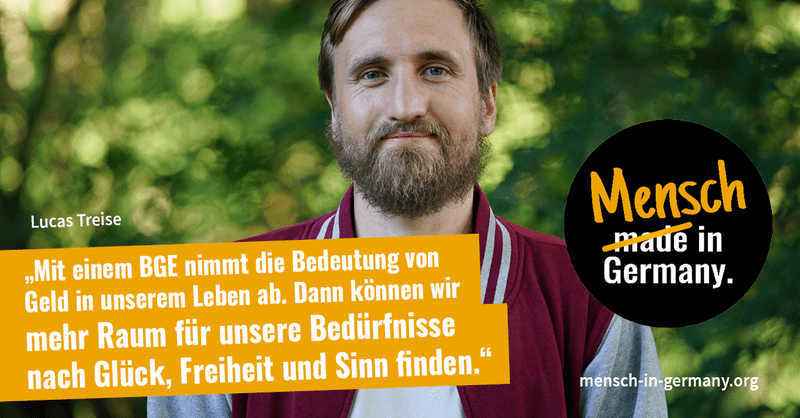 Lucas Treise
„Mit einem BGE nimmt die Bedeutung von
Geld in unserem Leben ab. Dann können wir
mehr Raum für unsere Bedürfnisse
nach Glück, Freiheit und Sinn finden.“
Mensch
made in
Germany.
mensch-in-germany.org